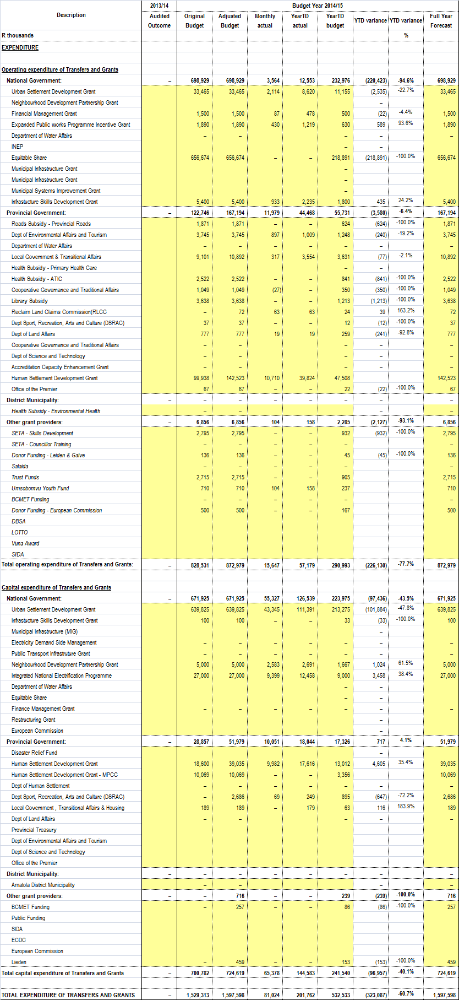 2013/14 Budget Year 2014/15
Description Audited Outcome Original Budget Adjusted Budget Monthly actual YearTD actual YearTD budget YTD variance YTD variance Full Year Forecast
R thousands %
EXPENDITURE
Operating expenditure of Transfers and Grants
National Government: – 698,929 698,929 3,564 12,553 232,976 (220,423) -94.6% 698,929
Urban Settlement Development Grant 33,465 33,465 2,114 8,620 11,155 (2,535) -22.7% 33,465
Neighbourhood Development Partnership Grant –
Financial Management Grant 1,500 1,500 87 478 500 (22) -4.4% 1,500
Expanded Public works Programme Incentive Grant 1,890 1,890 430 1,219 630 589 93.6% 1,890
Department of Water Affairs – – – –
INEP – –
Equitable Share 656,674 656,674 – – 218,891 (218,891) -100.0% 656,674
Municipal Infrastructure Grant –
Municipal Infrastructure Grant –
Municipal Systems Improvement Grant –
Infrastucture Skills Development Grant 5,400 5,400 933 2,235 1,800 435 24.2% 5,400
Provincial Government: – 122,746 167,194 11,979 44,468 55,731 (3,580) -6.4% 167,194
Roads Subsidy - Provincial Roads 1,871 1,871 – – 624 (624) -100.0% 1,871
Dept of Environmental Affairs and Tourism 3,745 3,745 897 1,009 1,248 (240) -19.2% 3,745
Department of Water Affairs – – – – – – –
Local Government & Transitional Affairs 9,101 10,892 317 3,554 3,631 (77) -2.1% 10,892
Health Subsidy - Primary Health Care – –
Health Subsidy - ATIC 2,522 2,522 – – 841 (841) -100.0% 2,522
Cooperative Governance and Traditional Affairs 1,049 1,049 (27) – 350 (350) -100.0% 1,049
Library Subsidy 3,638 3,638 – – 1,213 (1,213) -100.0% 3,638
Reclaim Land Claims Commission(RLCC – 72 63 63 24 39 163.2% 72
Dept Sport, Recreation, Arts and Culture (DSRAC) 37 37 – – 12 (12) -100.0% 37
Dept of Land Affairs 777 777 19 19 259 (241) -92.8% 777
Cooperative Governance and Traditional Affairs – – – – – – –
Dept of Science and Technology – – – – – – –
Accreditation Capacity Enhancement Grant – – – – – – –
Human Settlement Development Grant 99,938 142,523 10,710 39,824 47,508 142,523
Office of the Premier 67 67 – – 22 (22) -100.0% 67
District Municipality: – – – – – – – –
Health Subsidy - Environmental Health – – – –
Other grant providers: – 6,856 6,856 104 158 2,285 (2,127) -93.1% 6,856
SETA - Skills Development 2,795 2,795 – – 932 (932) -100.0% 2,795
SETA - Councillor Training – – – – – – –
Donor Funding - Leiden & Galve 136 136 – – 45 (45) -100.0% 136
Salaida – – – – – –
Trust Funds 2,715 2,715 – – 905 2,715
Umsobomvu Youth Fund 710 710 104 158 237 710
BCMET Funding – – – – – –
Donor Funding - European Commission 500 500 – – 167 500
DBSA
LOTTO
Vuna Award
SIDA
Total operating expenditure of Transfers and Grants: – 828,531 872,979 15,647 57,179 290,993 (226,130) -77.7% 872,979
Capital expenditure of Transfers and Grants
National Government: – 671,925 671,925 55,327 126,539 223,975 (97,436) -43.5% 671,925
Urban Settlement Development Grant 639,825 639,825 43,345 111,391 213,275 (101,884) -47.8% 639,825
Infrastucture Skills Development Grant 100 100 – – 33 (33) -100.0% 100
Municipal Infrastructure (MIG) –
Electricity Demand Side Management – – – – – – –
Public Transport Infrastruture Grant – – – – – – –
Neighbourhood Development Partnership Grant 5,000 5,000 2,583 2,691 1,667 1,024 61.5% 5,000
Integrated National Electrification Programme 27,000 27,000 9,399 12,458 9,000 3,458 38.4% 27,000
Department of Water Affairs – –
Equitable Share – –
Finance Management Grant – – – – – – –
Restructuring Grant –
European Commission –
Provincial Government: – 28,857 51,979 10,051 18,044 17,326 717 4.1% 51,979
Disaster Relief Fund –
Human Settlement Development Grant 18,600 39,035 9,982 17,616 13,012 4,605 35.4% 39,035
Human Settlement Development Grant - MPCC 10,069 10,069 – – 3,356 10,069
Dept of Human Settlement – – – – – – –
Dept Sport, Recreation, Arts and Culture (DSRAC) – 2,686 69 249 895 (647) -72.2% 2,686
Local Government , Transitional Affairs & Housing 189 189 – 179 63 116 183.9% 189
Dept of Land Affairs – – – – –
Provincial Treasury
Dept of Environmental Affairs and Tourism
Dept of Science and Technology
Office of the Premier
District Municipality: – – – – – – – –
Amatola District Municipality – – – –
Other grant providers: – – 716 – – 239 (239) -100.0% 716
BCMET Funding – 257 – – 86 (86) -100.0% 257
Public Funding
SIDA
ECDC
European Commission
Lieden – 459 – – 153 (153) -100.0% 459
Total capital expenditure of Transfers and Grants – 700,782 724,619 65,378 144,583 241,540 (96,957) -40.1% 724,619
TOTAL EXPENDITURE OF TRANSFERS AND GRANTS – 1,529,313 1,597,598 81,024 201,762 532,533 (323,087) -60.7% 1,597,598